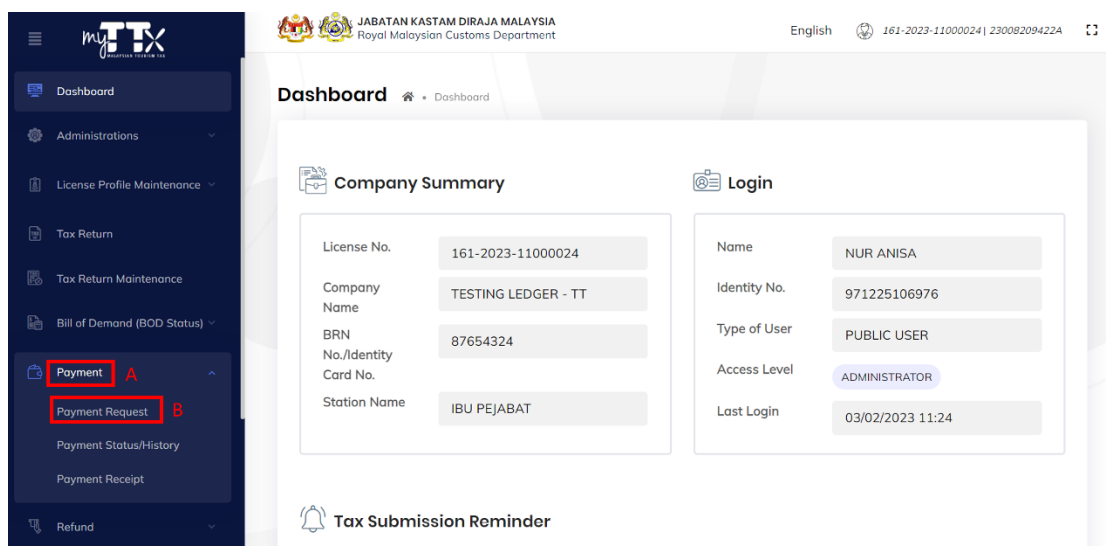 myTTX
MALAYSIAN TOURISM TAX
JABATAN KASTAM DIRAJA MALAYSIA
Royal Malaysian Customs Department
English
161-2023-11000024 | 23008209422A
Dashboard
Administrations
License Profile Maintenance
Tax Return
Tax Return Maintenance
Bill of Demand (BOD Status)
Payment A
Payment Request B
Payment Status/History
Payment Receipt
Refund
Dashboard • Dashboard
Company Summary
License No. 161-2023-11000024
Company
Name
TESTING LEDGER - TT
BRN
No./Identity
Card No.
87654324
Station Name IBU PEJABAT
Login
Name NUR ANISA
Identity No. 971225106976
Type of User PUBLIC USER
Access Level ADMINISTRATOR
Last Login 03/02/2023 11:24
Tax Submission Reminder